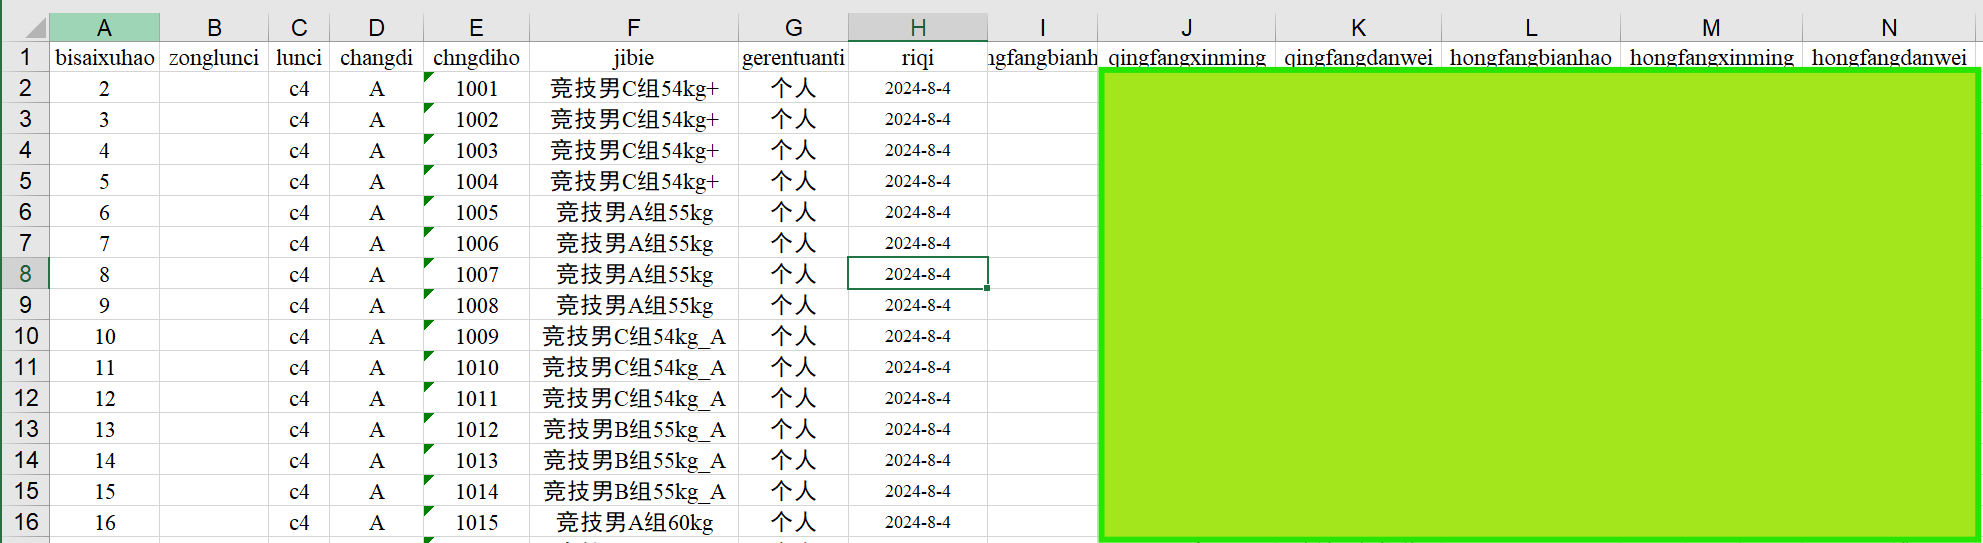 A B C D E F G H I J K L M N
1 bisaixuhao zonglunci lunci changdi chngdiho jibie gerentuanti riqi ngfangbianh qingfangxinming qingfangdanwei hongfangbianhao hongfangxinming hongfangdanwei
2 2 c4 A 1001 竞技男C组54kg+ 个人 2024-8-4
3 3 c4 A 1002 竞技男C组54kg+ 个人 2024-8-4
4 4 c4 A 1003 竞技男C组54kg+ 个人 2024-8-4
5 5 c4 A 1004 竞技男C组54kg+ 个人 2024-8-4
6 6 c4 A 1005 竞技男A组55kg 个人 2024-8-4
7 7 c4 A 1006 竞技男A组55kg 个人 2024-8-4
8 8 c4 A 1007 竞技男A组55kg 个人 2024-8-4
9 9 c4 A 1008 竞技男A组55kg 个人 2024-8-4
10 10 c4 A 1009 竞技男C组54kg_A 个人 2024-8-4
11 11 c4 A 1010 竞技男C组54kg_A 个人 2024-8-4
12 12 c4 A 1011 竞技男C组54kg_A 个人 2024-8-4
13 13 c4 A 1012 竞技男B组55kg_A 个人 2024-8-4
14 14 c4 A 1013 竞技男B组55kg_A 个人 2024-8-4
15 15 c4 A 1014 竞技男B组55kg_A 个人 2024-8-4
16 16 c4 A 1015 竞技男A组60kg 个人 2024-8-4